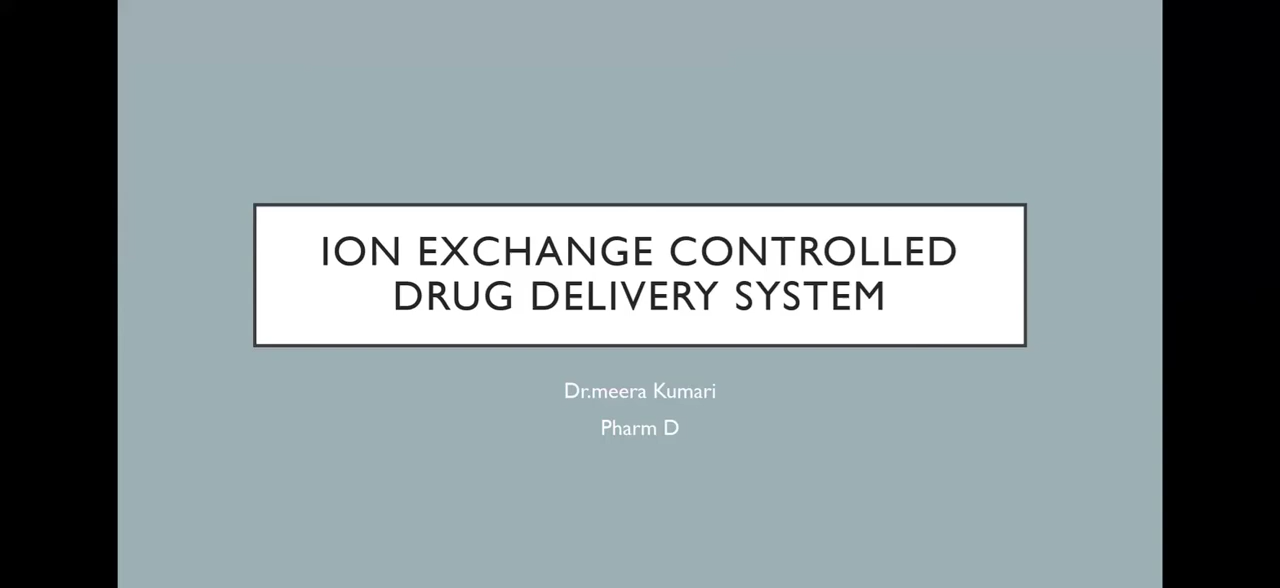 ION EXCHANGE CONTROLLED
DRUG DELIVERY SYSTEM
Dr.meera Kumari
Pharm D